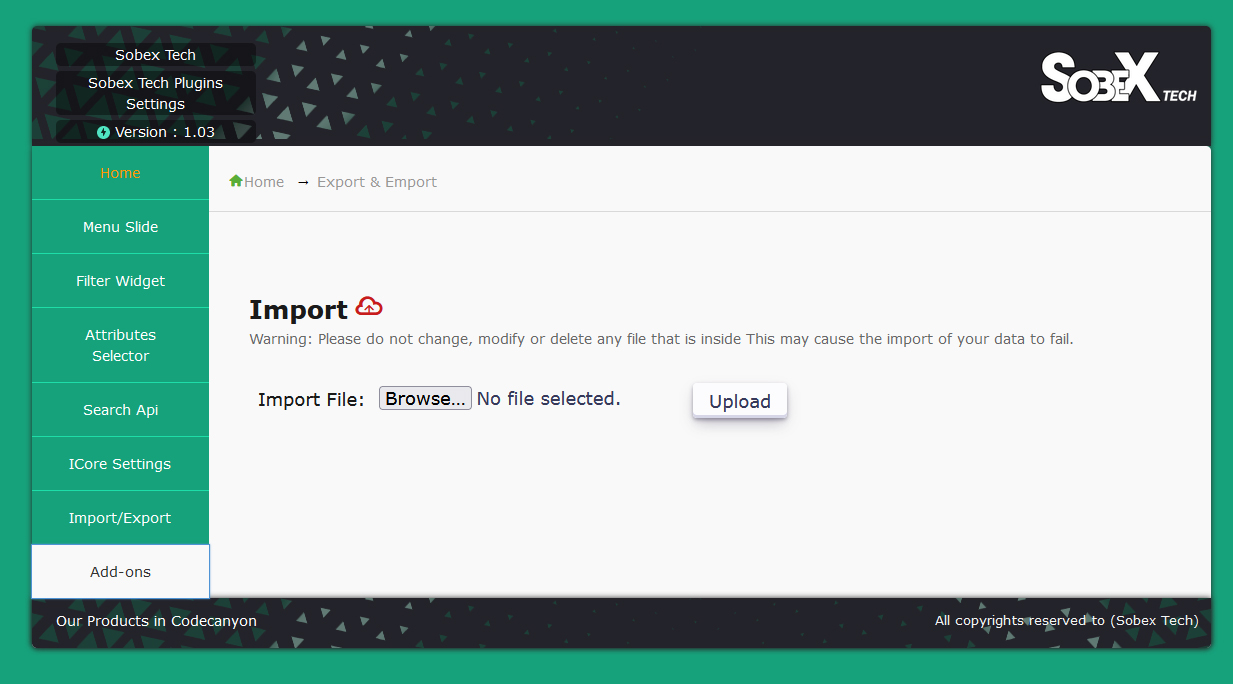 Sobex Tech
Sobex Tech Plugins
Settings
Version : 1.03
SOBEX TECH
Home
Menu Slide
Filter Widget
Attributes
Selector
Search Api
ICore Settings
Import/Export
Add-ons
Home → Export & Emport
Import
Warning: Please do not change, modify or delete any file that is inside This may cause the import of your data to fail.
Import File: Browse... No file selected. Upload
Our Products in Codecanyon
All copyrights reserved to (Sobex Tech)